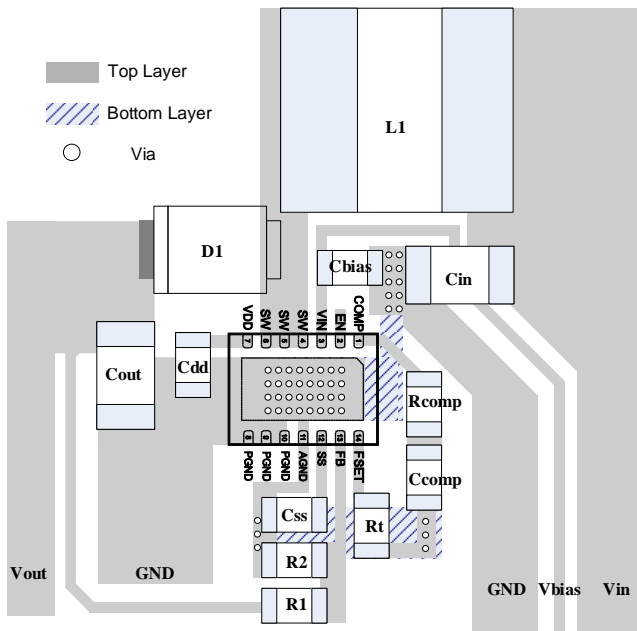 Top Layer
Bottom Layer
Via
L1
D1
Cbias
Cin
VDD
SW
SW
SW
VIN
EN
COMP
7
6
5
4
3
2
1
Cout
Cdd
Rcomp
8
9
10
11
12
13
14
PGND
PGND
PGND
AGND
SS
FB
FSET
Ccomp
Css
Rt
R2
R1
Vout
GND
GND
Vbias
Vin